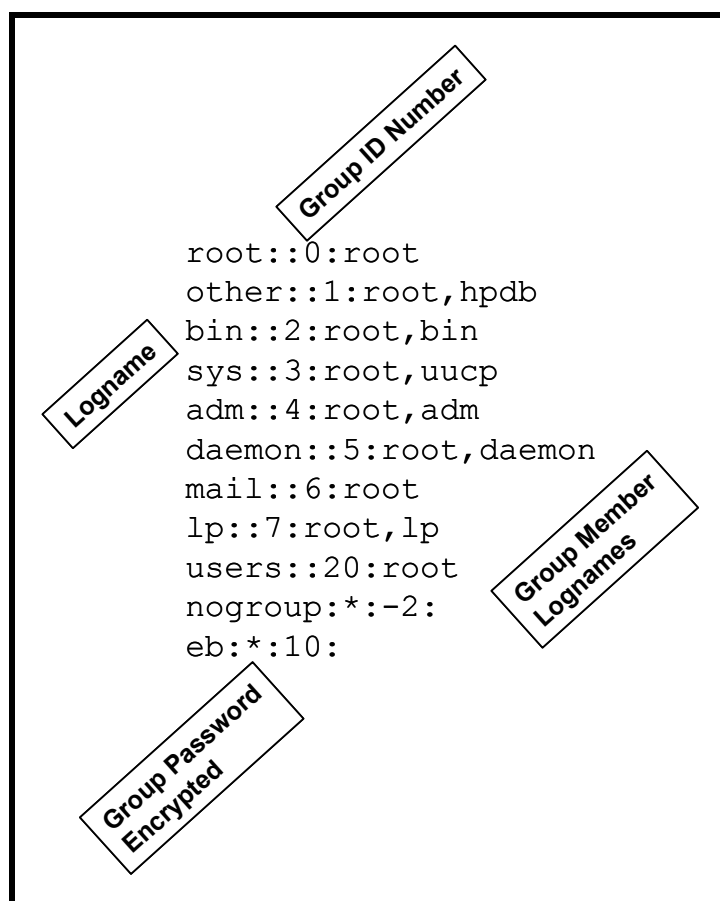 Group ID Number
root::0:root
other::1:root,hpdb
bin::2:root,bin
Logname
sys::3:root,uucp
adm::4:root,adm
daemon::5:root,daemon
mail::6:root
lp::7:root,lp
Group Member
Lognames
users::20:root
nogroup:*:-2:
eb:*:10:
Group Password
Encrypted